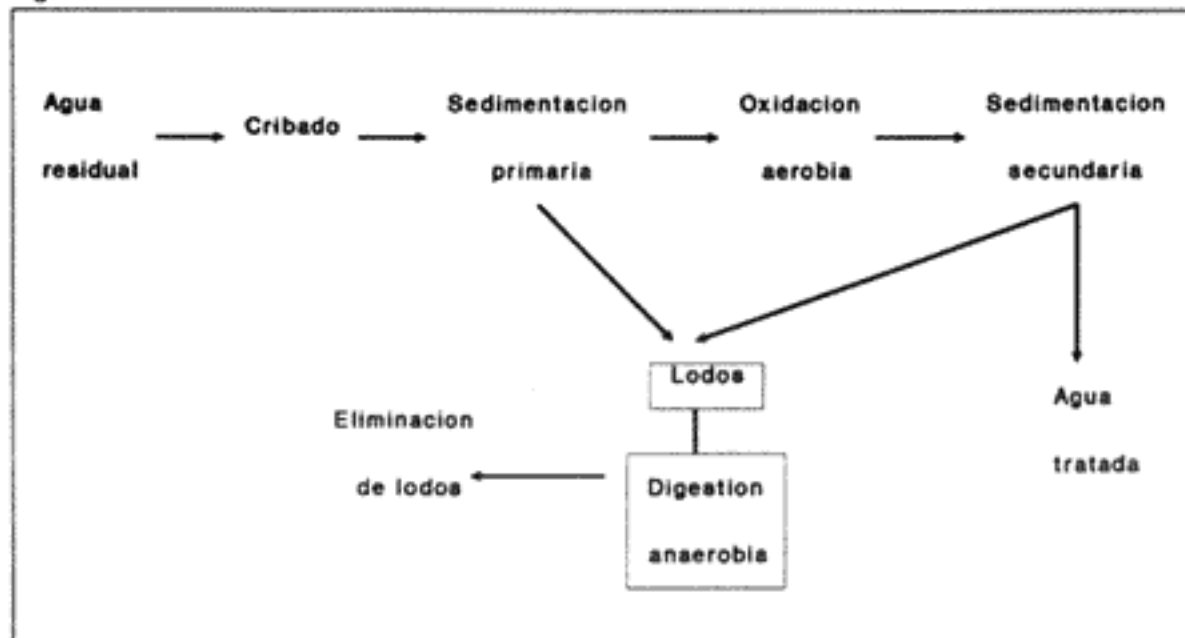 Agua
residual
Cribado
Sedimentacion
primaria
Oxidacion
aerobia
Sedimentacion
secundaria
Lodos
Eliminacion
de lodos
Digestion
anaerobia
Agua
tratada